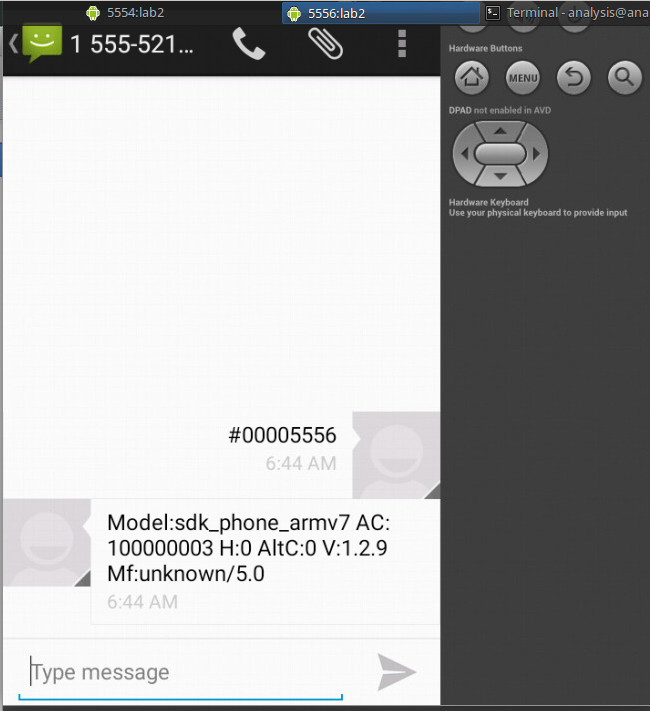 5554:lab2
5556:lab2
Terminal - analysis@ana
1 555-521...
Hardware Buttons
MENU
DPAD not enabled in AVD
Hardware Keyboard
Use your physical keyboard to provide input
#00005556
6:44 AM
Model:sdk_phone_armv7 AC:
100000003 H:0 AltC:0 V:1.2.9
Mf:unknown/5.0
6:44 AM
Type message